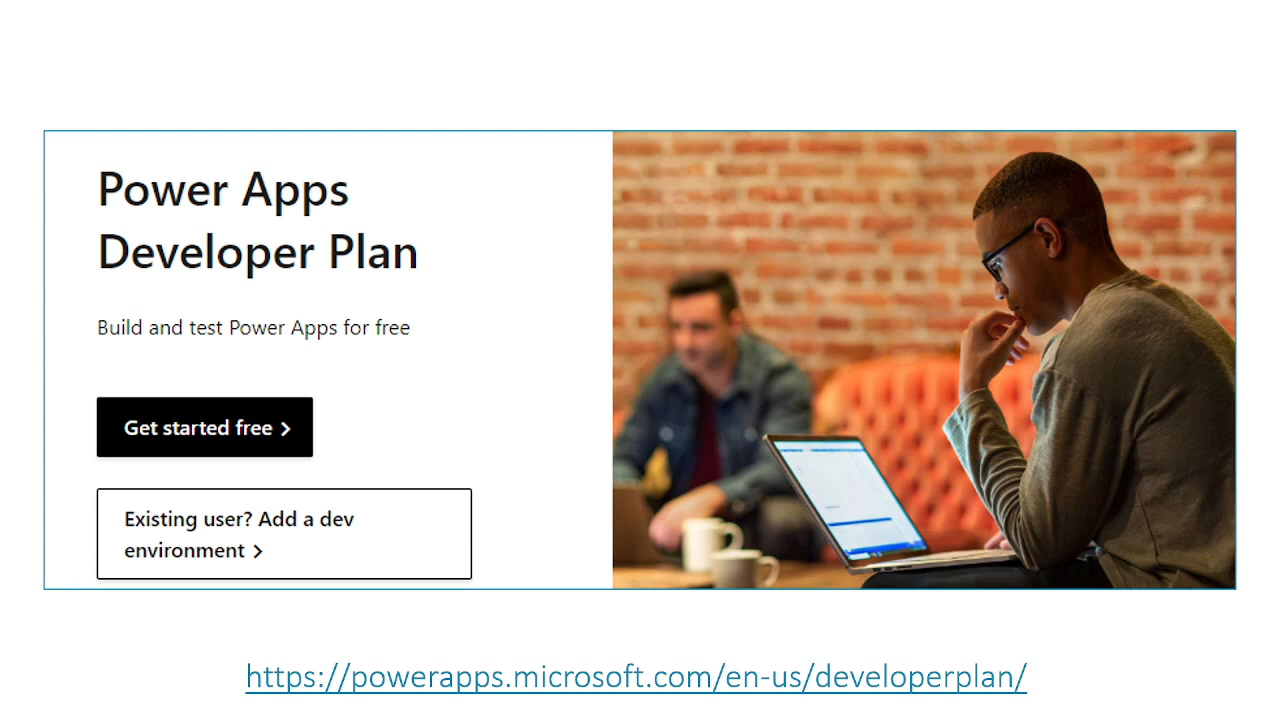 Power Apps
Developer Plan
Build and test Power Apps for free
Get started free >
Existing user? Add a dev
environment >
https://powerapps.microsoft.com/en-us/developerplan/